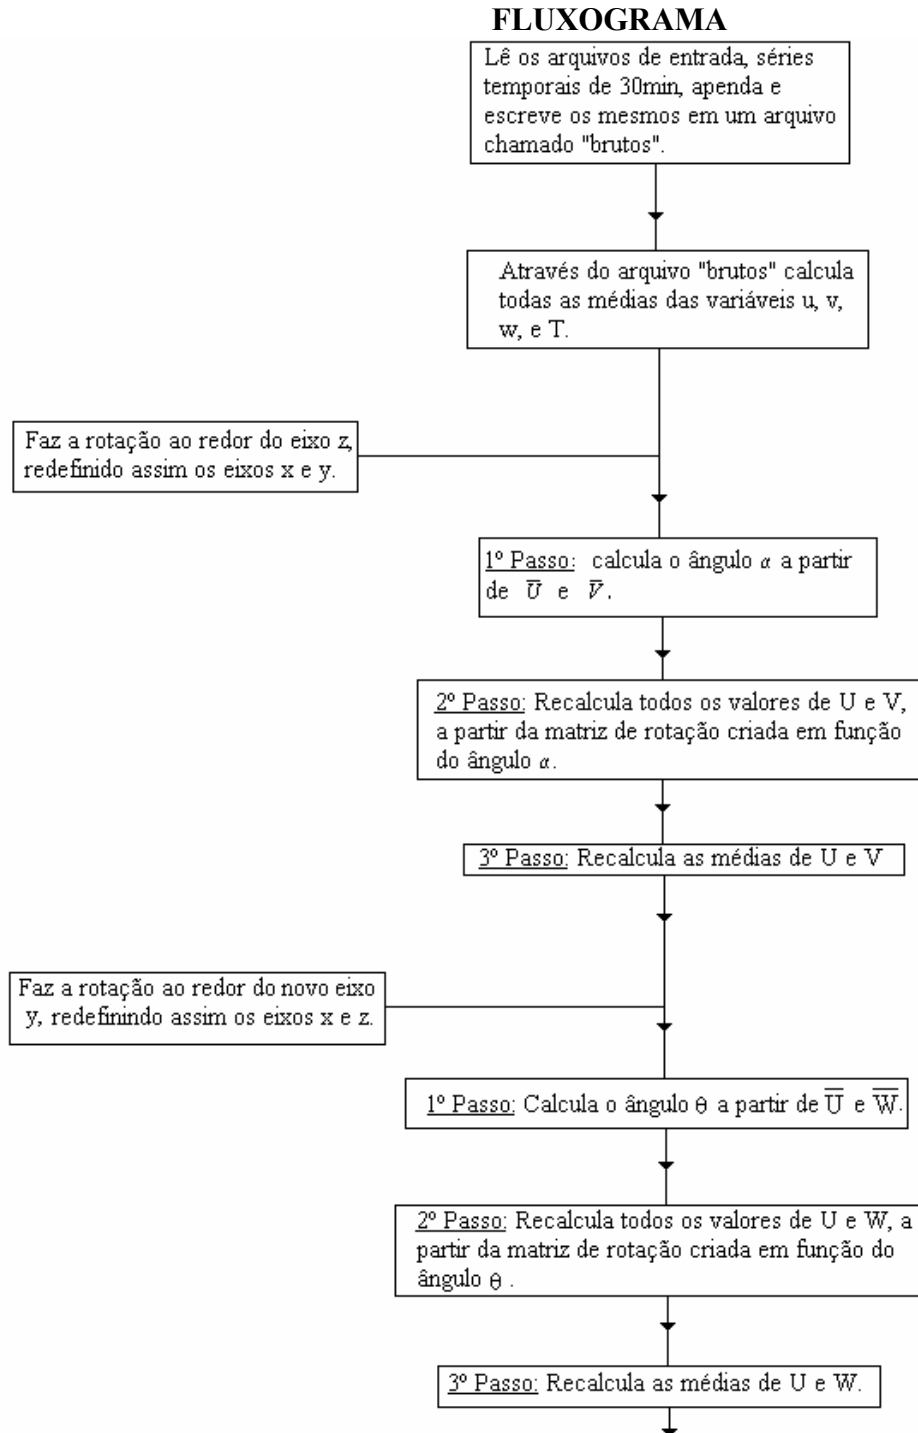 FLUXOGRAMA
Lê os arquivos de entrada, séries
temporais de 30min, apenda e
escreve os mesmos em um arquivo
chamado "brutos".
Através do arquivo "brutos" calcula
todas as médias das variáveis u, v,
w, e T.
Faz a rotação ao redor do eixo z,
redefinido assim os eixos x e y.
1º Passo: calcula o ângulo α a partir
de U̅ e V̅.
2º Passo: Recalcula todos os valores de U e V,
a partir da matriz de rotação criada em função
do ângulo α.
3º Passo: Recalcula as médias de U e V
Faz a rotação ao redor do novo eixo
y, redefinindo assim os eixos x e z.
1º Passo: Calcula o ângulo θ a partir de U̅ e W̅.
2º Passo: Recalcula todos os valores de U e W, a
partir da matriz de rotação criada em função do
ângulo θ .
3º Passo: Recalcula as médias de U e W.